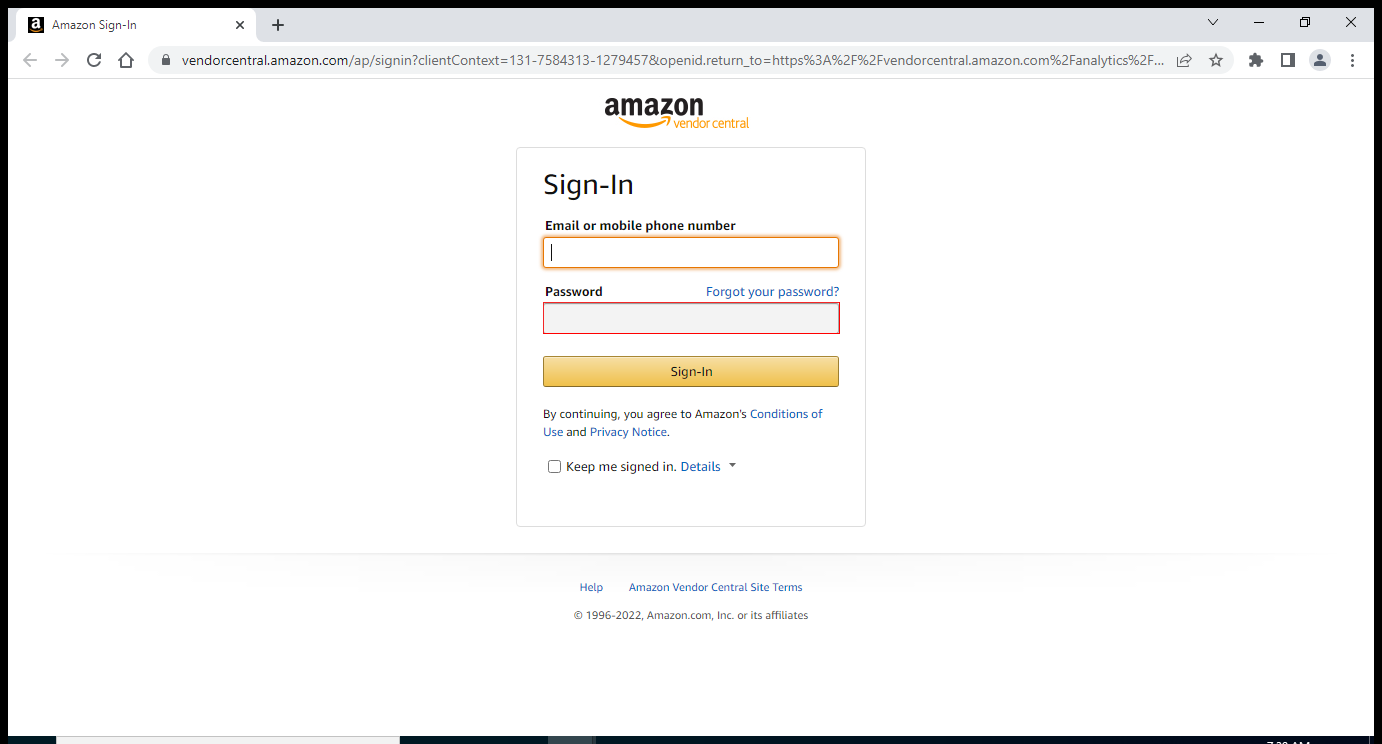 Amazon Sign-In
vendorcentral.amazon.com/ap/signin?clientContext=131-7584313-1279457&openid.return_to=https%3A%2F%2Fvendorcentral.amazon.com%2Fanalytics%2F...
amazon
vendor central
Sign-In
Email or mobile phone number
Password Forgot your password?
Sign-In
By continuing, you agree to Amazon's Conditions of
Use and Privacy Notice.
Keep me signed in. Details
Help Amazon Vendor Central Site Terms
© 1996-2022, Amazon.com, Inc. or its affiliates